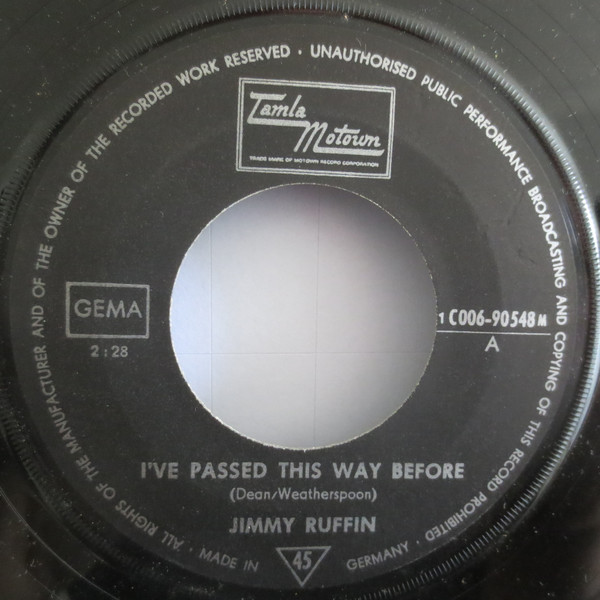 ALL RIGHTS OF THE MANUFACTURER AND OF THE OWNER OF THE RECORDED WORK RESERVED · UNAUTHORISED PUBLIC PERFORMANCE BROADCASTING AND COPYING OF THIS RECORD PROHIBITED ·
Tamla
Motown
TRADE MARK OF MOTOWN RECORD CORPORATION
GEMA
2:28
1 C006-90548 M
A
I'VE PASSED THIS WAY BEFORE
(Dean/Weatherspoon)
JIMMY RUFFIN
· MADE IN 45 GERMANY ·